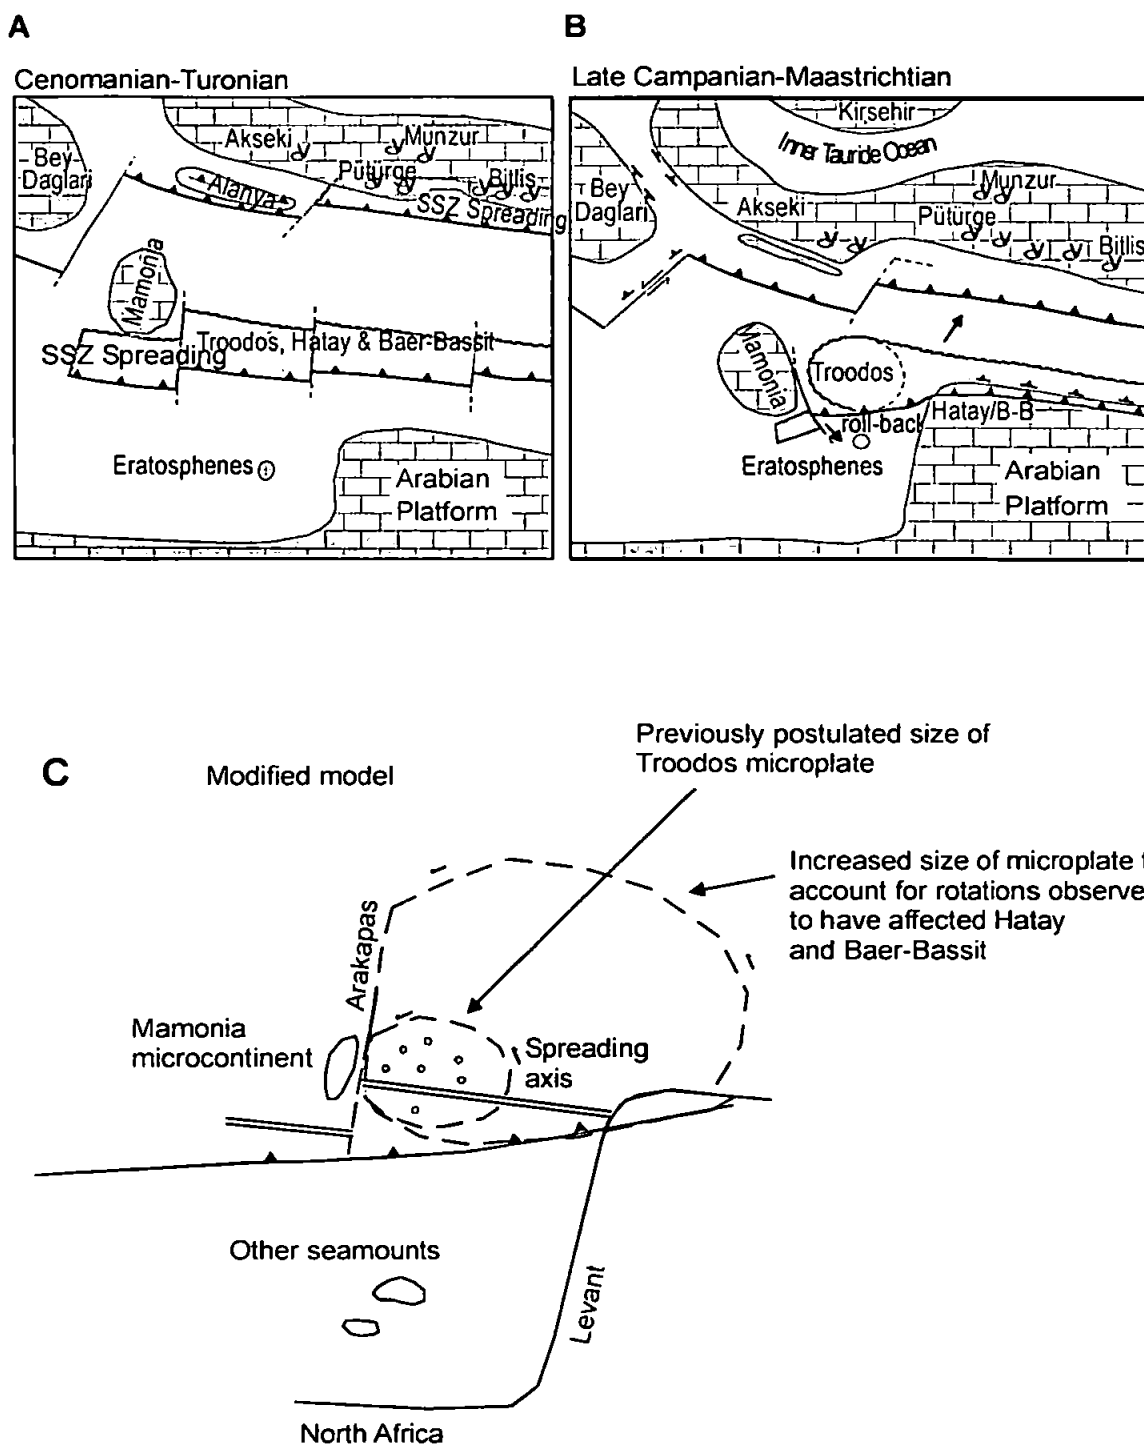 A
Cenomanian-Turonian
Akseki
Munzur
Bey
Daglari
Pütürge
Bitlis
Alanya
SSZ Spreading
Mamonia
Troodos, Hatay & Baer-Bassit
SSZ Spreading
Eratosphenes
Arabian
Platform
B
Late Campanian-Maastrichtian
Kirsehir
Inner Tauride Ocean
Munzur
Bey
Daglari
Akseki
Pütürge
Bitlis
Mamonia
Troodos
Hatay/B-B
roll-back
Eratosphenes
Arabian
Platform
C
Modified model
Previously postulated size of
Troodos microplate
Increased size of microplate
account for rotations observe
to have affected Hatay
and Baer-Bassit
Arakapas
Mamonia
microcontinent
Spreading
axis
Other seamounts
Levant
North Africa